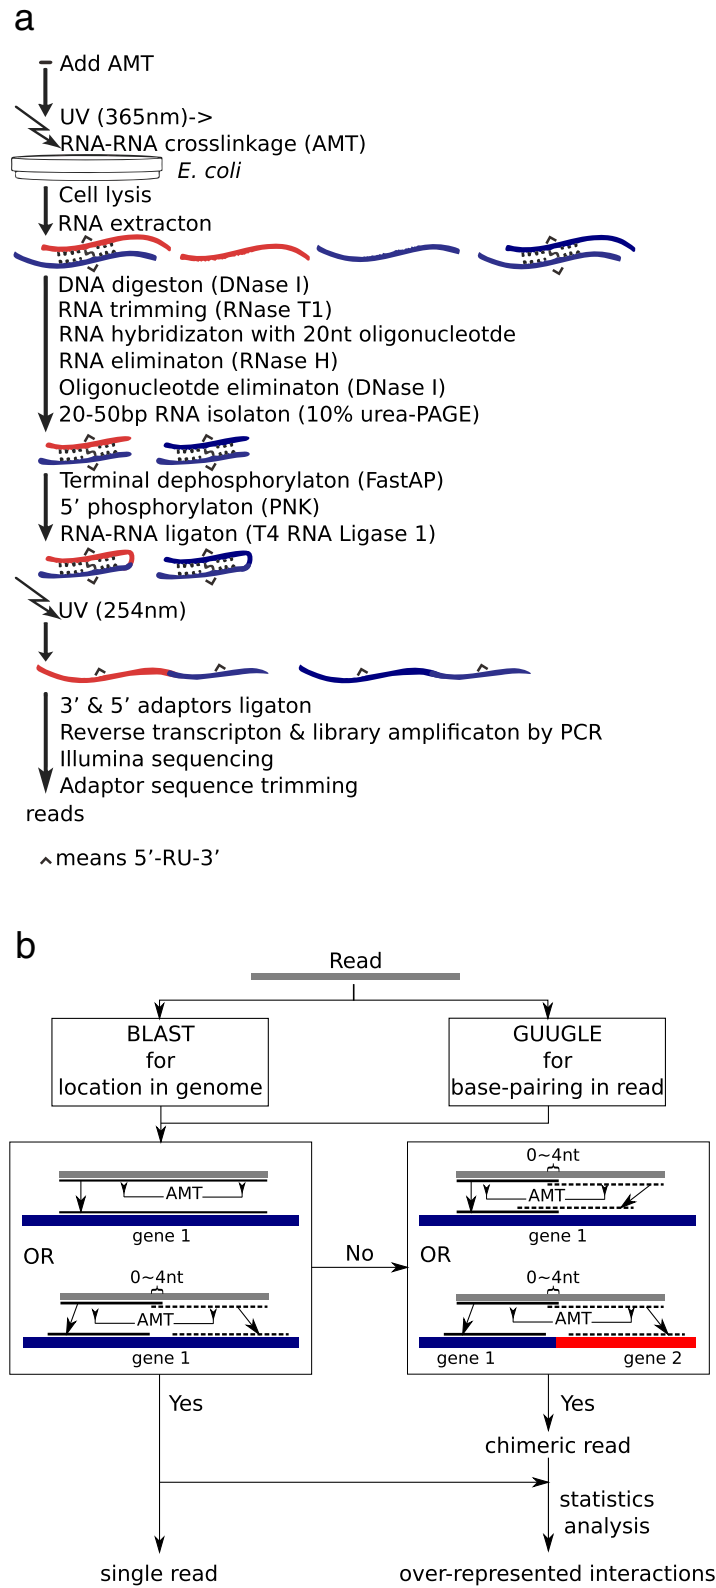 a
Add AMT
UV (365nm)->
RNA-RNA crosslinkage (AMT)
E. coli
Cell lysis
RNA extracton
DNA digeston (DNase I)
RNA trimming (RNase T1)
RNA hybridizaton with 20nt oligonucleotde
RNA eliminaton (RNase H)
Oligonucleotde eliminaton (DNase I)
20-50bp RNA isolaton (10% urea-PAGE)
Terminal dephosphorylaton (FastAP)
5’ phosphorylaton (PNK)
RNA-RNA ligaton (T4 RNA Ligase 1)
UV (254nm)
3’ & 5’ adaptors ligaton
Reverse transcripton & library amplificaton by PCR
Illumina sequencing
Adaptor sequence trimming
reads
means 5’-RU-3’
b
Read
BLAST
for
location in genome
GUUGLE
for
base-pairing in read
AMT
gene 1
OR
0~4nt
AMT
gene 1
No
0~4nt
AMT
gene 1
OR
0~4nt
AMT
gene 1 gene 2
Yes
Yes
chimeric read
statistics
analysis
single read
over-represented interactions